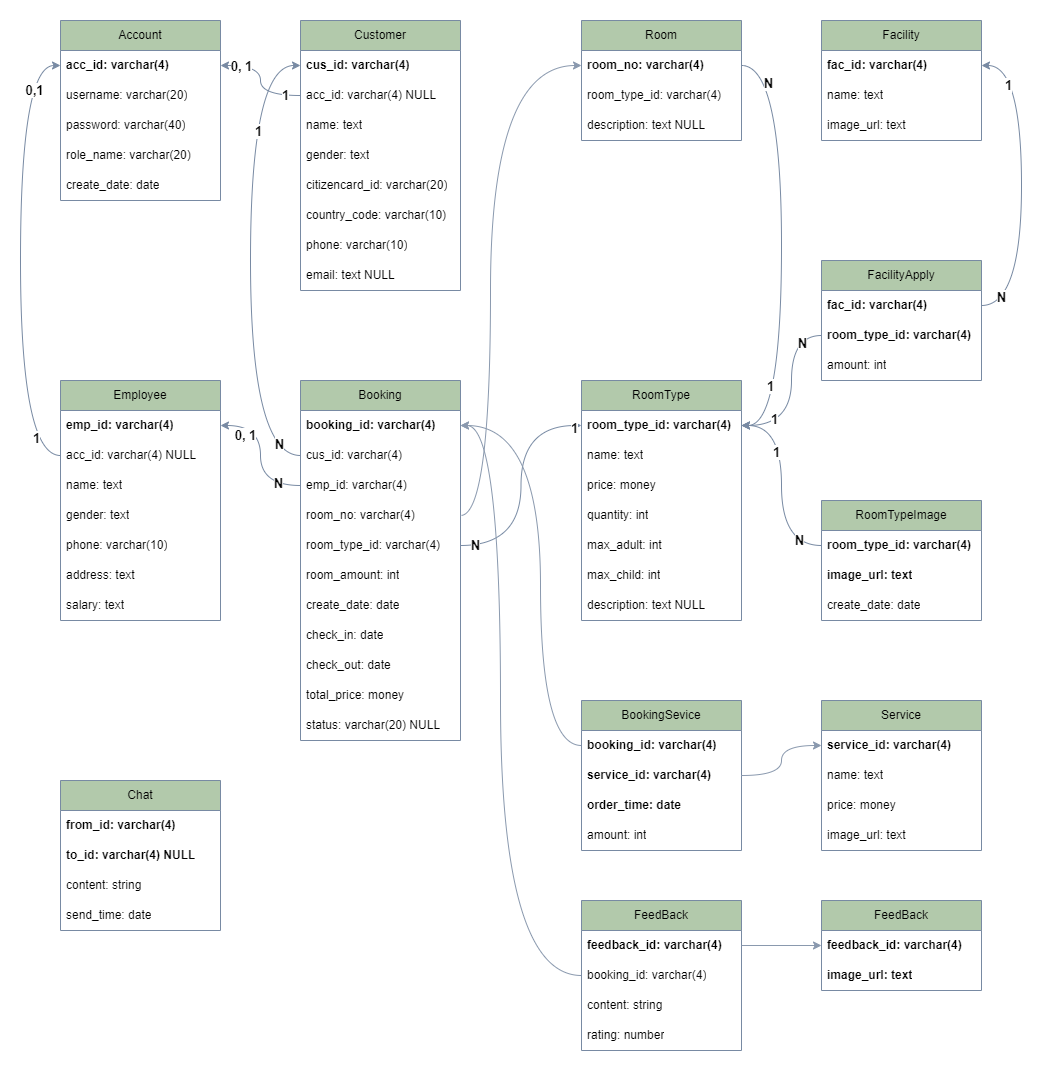 Account
acc_id: varchar(4)
username: varchar(20)
password: varchar(40)
role_name: varchar(20)
create_date: date
Customer
cus_id: varchar(4)
acc_id: varchar(4) NULL
name: text
gender: text
citizencard_id: varchar(20)
country_code: varchar(10)
phone: varchar(10)
email: text NULL
Room
room_no: varchar(4)
room_type_id: varchar(4)
description: text NULL
Facility
fac_id: varchar(4)
name: text
image_url: text
0,1
0, 1
1
1
N
1
FacilityApply
fac_id: varchar(4)
room_type_id: varchar(4)
amount: int
N
N
1
1
Employee
emp_id: varchar(4)
acc_id: varchar(4) NULL
name: text
gender: text
phone: varchar(10)
address: text
salary: text
1
0, 1
N
N
Booking
booking_id: varchar(4)
cus_id: varchar(4)
emp_id: varchar(4)
room_no: varchar(4)
room_type_id: varchar(4)
room_amount: int
create_date: date
check_in: date
check_out: date
total_price: money
status: varchar(20) NULL
N
1
RoomType
room_type_id: varchar(4)
name: text
price: money
quantity: int
max_adult: int
max_child: int
description: text NULL
1
N
RoomTypeImage
room_type_id: varchar(4)
image_url: text
create_date: date
BookingSevice
booking_id: varchar(4)
service_id: varchar(4)
order_time: date
amount: int
Service
service_id: varchar(4)
name: text
price: money
image_url: text
Chat
from_id: varchar(4)
to_id: varchar(4) NULL
content: string
send_time: date
FeedBack
feedback_id: varchar(4)
booking_id: varchar(4)
content: string
rating: number
FeedBack
feedback_id: varchar(4)
image_url: text